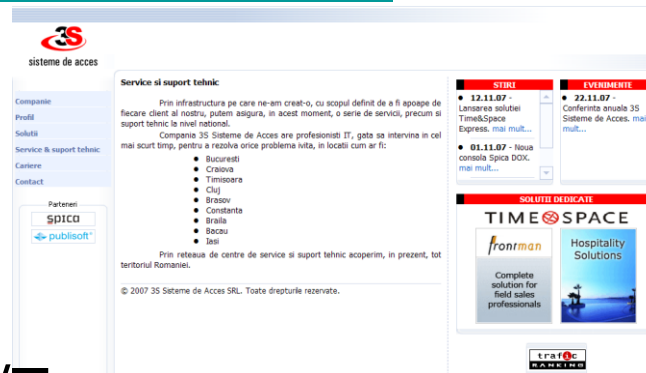 3S
sisteme de acces
Companie
Profil
Solutii
Service & suport tehnic
Cariere
Contact
Parteneri
spica
publisoft
Service si suport tehnic
Prin infrastructura pe care ne-am creat-o, cu scopul definit de a fi apoape de
fiecare client al nostru, putem asigura, in acest moment, o serie de servicii, precum si
suport tehnic la nivel national.
Compania 3S Sisteme de Acces are profesionisti IT, gata sa intervina in cel
mai scurt timp, pentru a rezolva orice problema ivita, in locatii cum ar fi:
● Bucuresti
● Craiova
● Timisoara
● Cluj
● Brasov
● Constanta
● Braila
● Bacau
● Iasi
Prin reteaua de centre de service si suport tehnic acoperim, in prezent, tot
teritoriul Romaniei.
© 2007 3S Sisteme de Acces SRL. Toate drepturile rezervate.
STIRI
● 12.11.07 -
Lansarea solutiei
Time&Space
Express. mai mult...
● 01.11.07 - Noua
consola Spica DOX.
mai mult...
EVENIMENTE
● 22.11.07 -
Conferinta anuala 3S
Sisteme de Acces. mai
mult...
SOLUTII DEDICATE
TIME SPACE
frontman
Complete
solution for
field sales
professionals
Hospitality
Solutions
trafic
RANKING